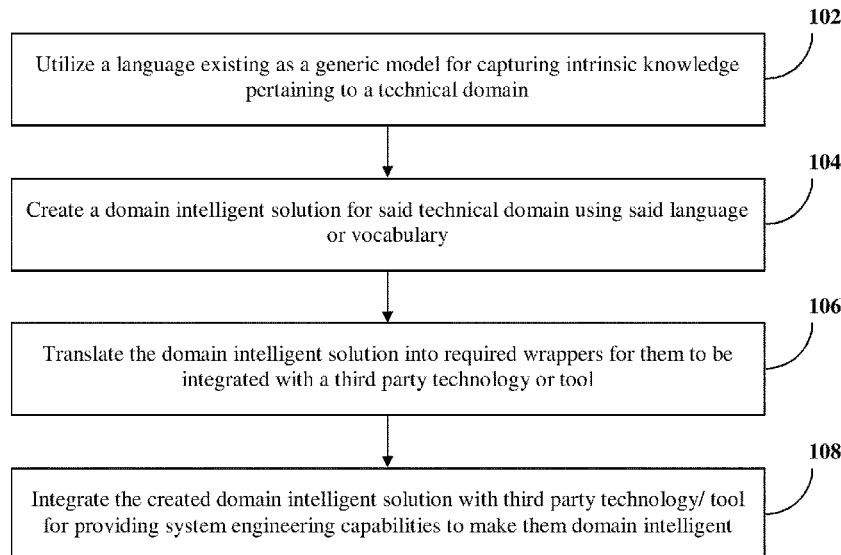 102
Utilize a language existing as a generic model for capturing intrinsic knowledge
pertaining to a technical domain
104
Create a domain intelligent solution for said technical domain using said language
or vocabulary
106
Translate the domain intelligent solution into required wrappers for them to be
integrated with a third party technology or tool
108
Integrate the created domain intelligent solution with third party technology/ tool
for providing system engineering capabilities to make them domain intelligent